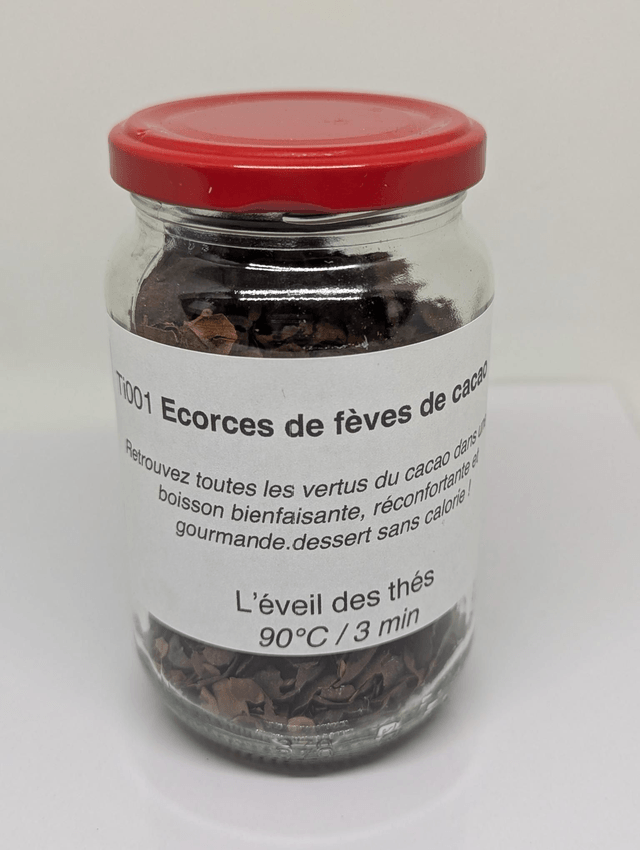 Ti001 Ecorces de fèves de cacao
Retrouvez toutes les vertus du cacao dans une
boisson bienfaisante, réconfortante et
gourmande.dessert sans calorie !
L'éveil des thés
90°C / 3 min